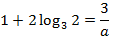 1 + 2 log₃ 2 = 3/a